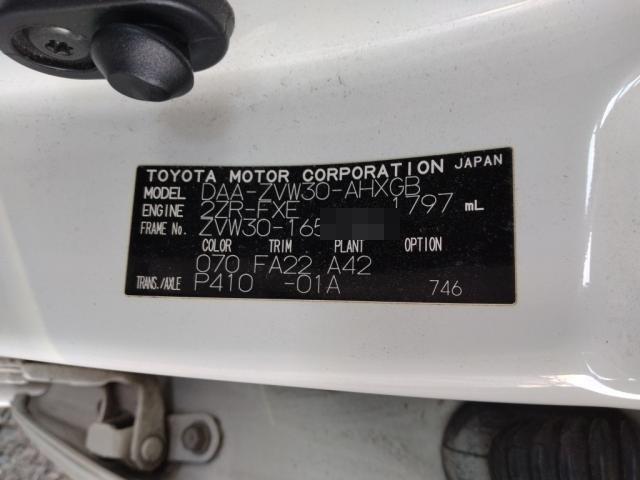 TOYOTA MOTOR CORPORATION JAPAN
MODEL DAA-ZVW30-AHXGB
ENGINE 2ZR-FXE 1797 mL
FRAME No. ZVW30-165
COLOR TRIM PLANT OPTION
070 FA22 A42
TRANS./AXLE P410 -01A 746